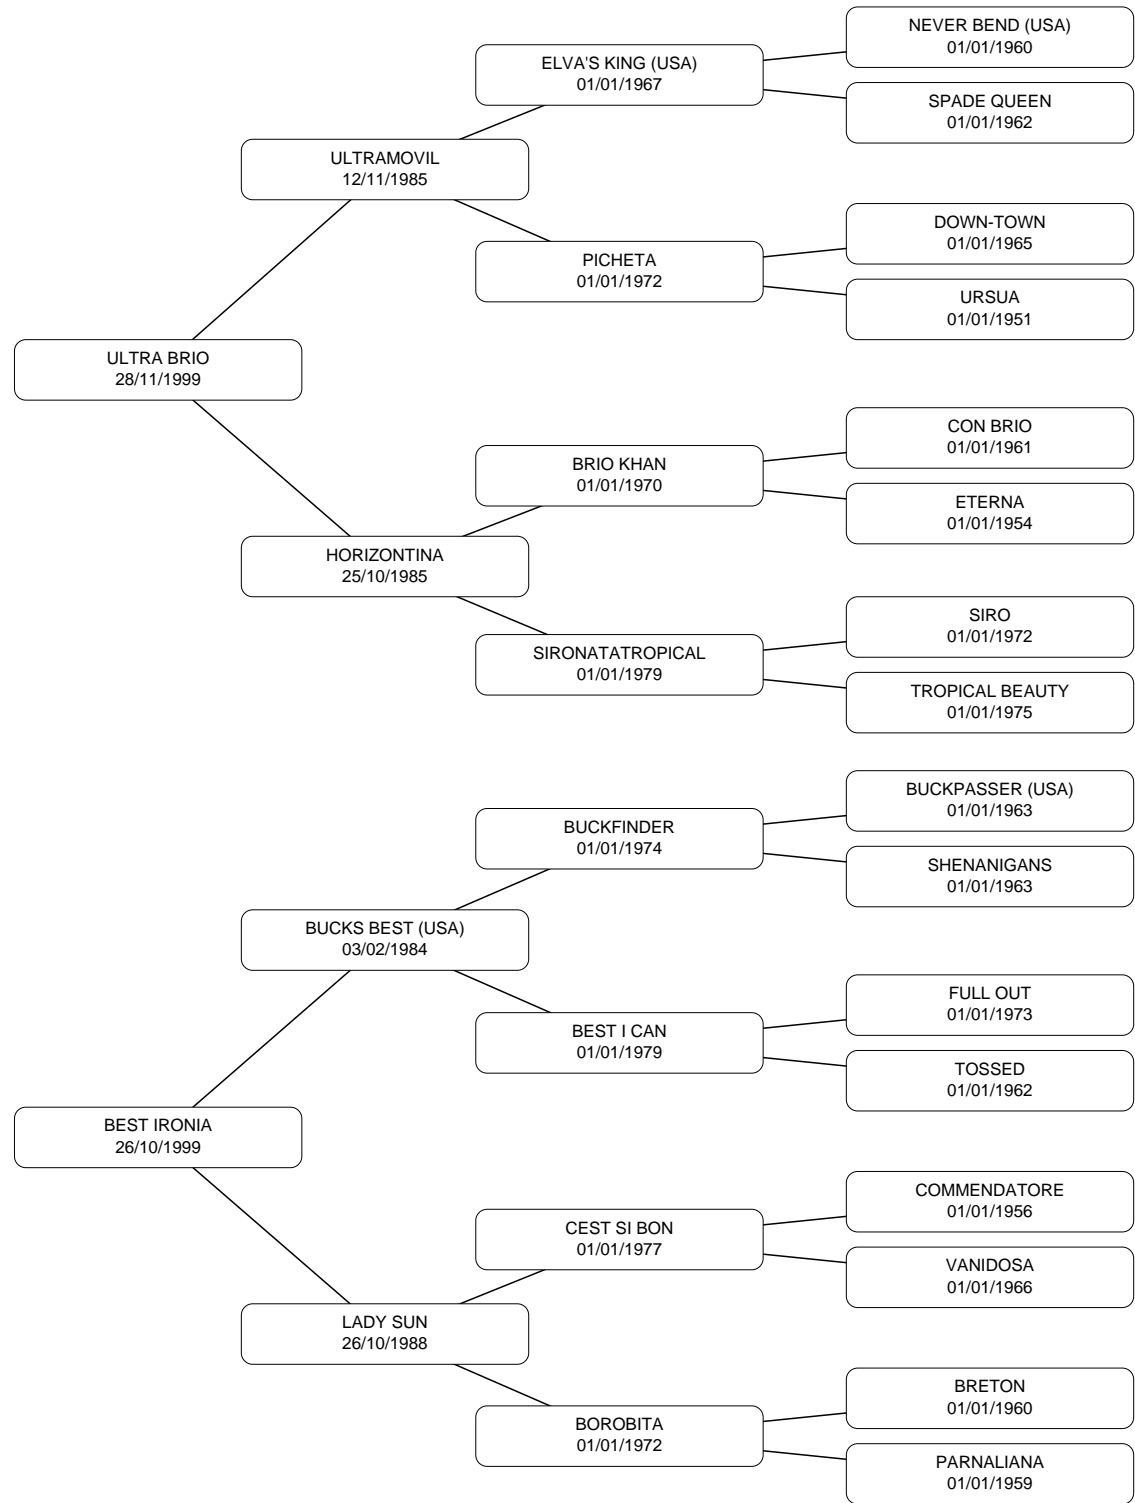 NEVER BEND (USA)
01/01/1960
ELVA'S KING (USA)
01/01/1967
SPADE QUEEN
01/01/1962
ULTRAMOVIL
12/11/1985
DOWN-TOWN
01/01/1965
PICHETA
01/01/1972
URSUA
01/01/1951
ULTRA BRIO
28/11/1999
CON BRIO
01/01/1961
BRIO KHAN
01/01/1970
ETERNA
01/01/1954
HORIZONTINA
25/10/1985
SIRO
01/01/1972
SIRONATATROPICAL
01/01/1979
TROPICAL BEAUTY
01/01/1975
BUCKPASSER (USA)
01/01/1963
BUCKFINDER
01/01/1974
SHENANIGANS
01/01/1963
BUCKS BEST (USA)
03/02/1984
FULL OUT
01/01/1973
BEST I CAN
01/01/1979
TOSSED
01/01/1962
BEST IRONIA
26/10/1999
COMMENDATORE
01/01/1956
CEST SI BON
01/01/1977
VANIDOSA
01/01/1966
LADY SUN
26/10/1988
BRETON
01/01/1960
BOROBITA
01/01/1972
PARNALIANA
01/01/1959